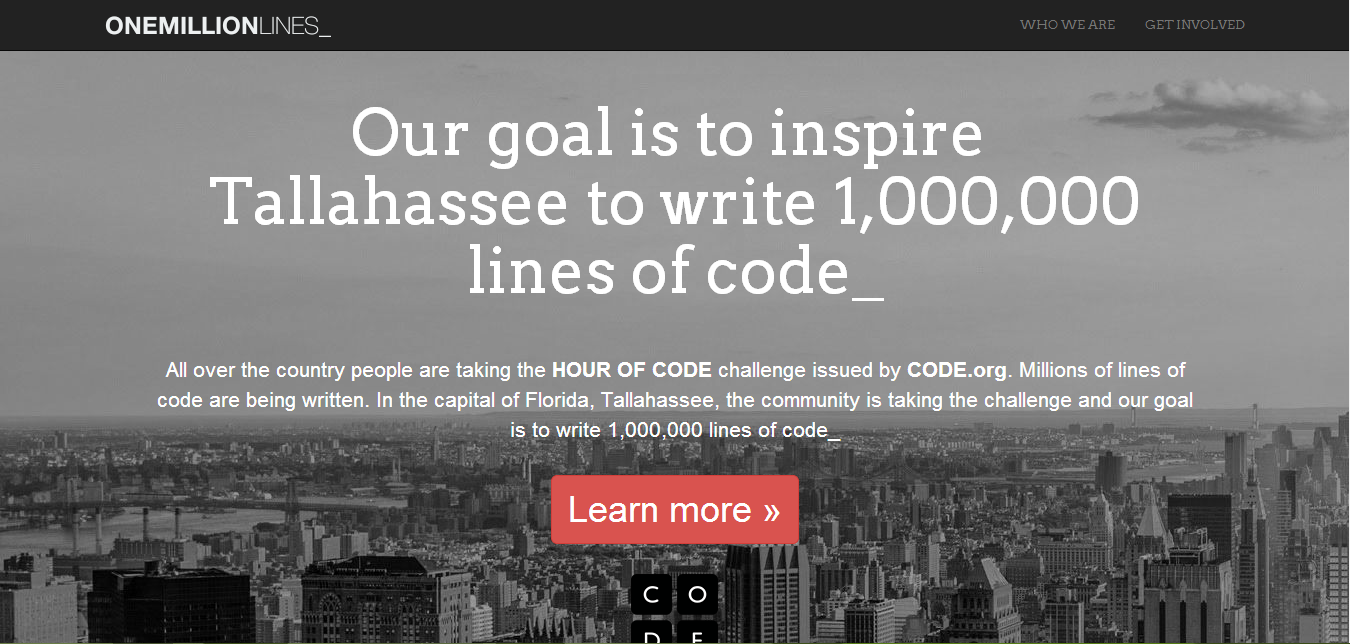 ONEMILLIONLINES_
WHO WE ARE GET INVOLVED
Our goal is to inspire
Tallahassee to write 1,000,000
lines of code_
All over the country people are taking the HOUR OF CODE challenge issued by CODE.org. Millions of lines of
code are being written. In the capital of Florida, Tallahassee, the community is taking the challenge and our goal
is to write 1,000,000 lines of code_
Learn more »
C O
D E